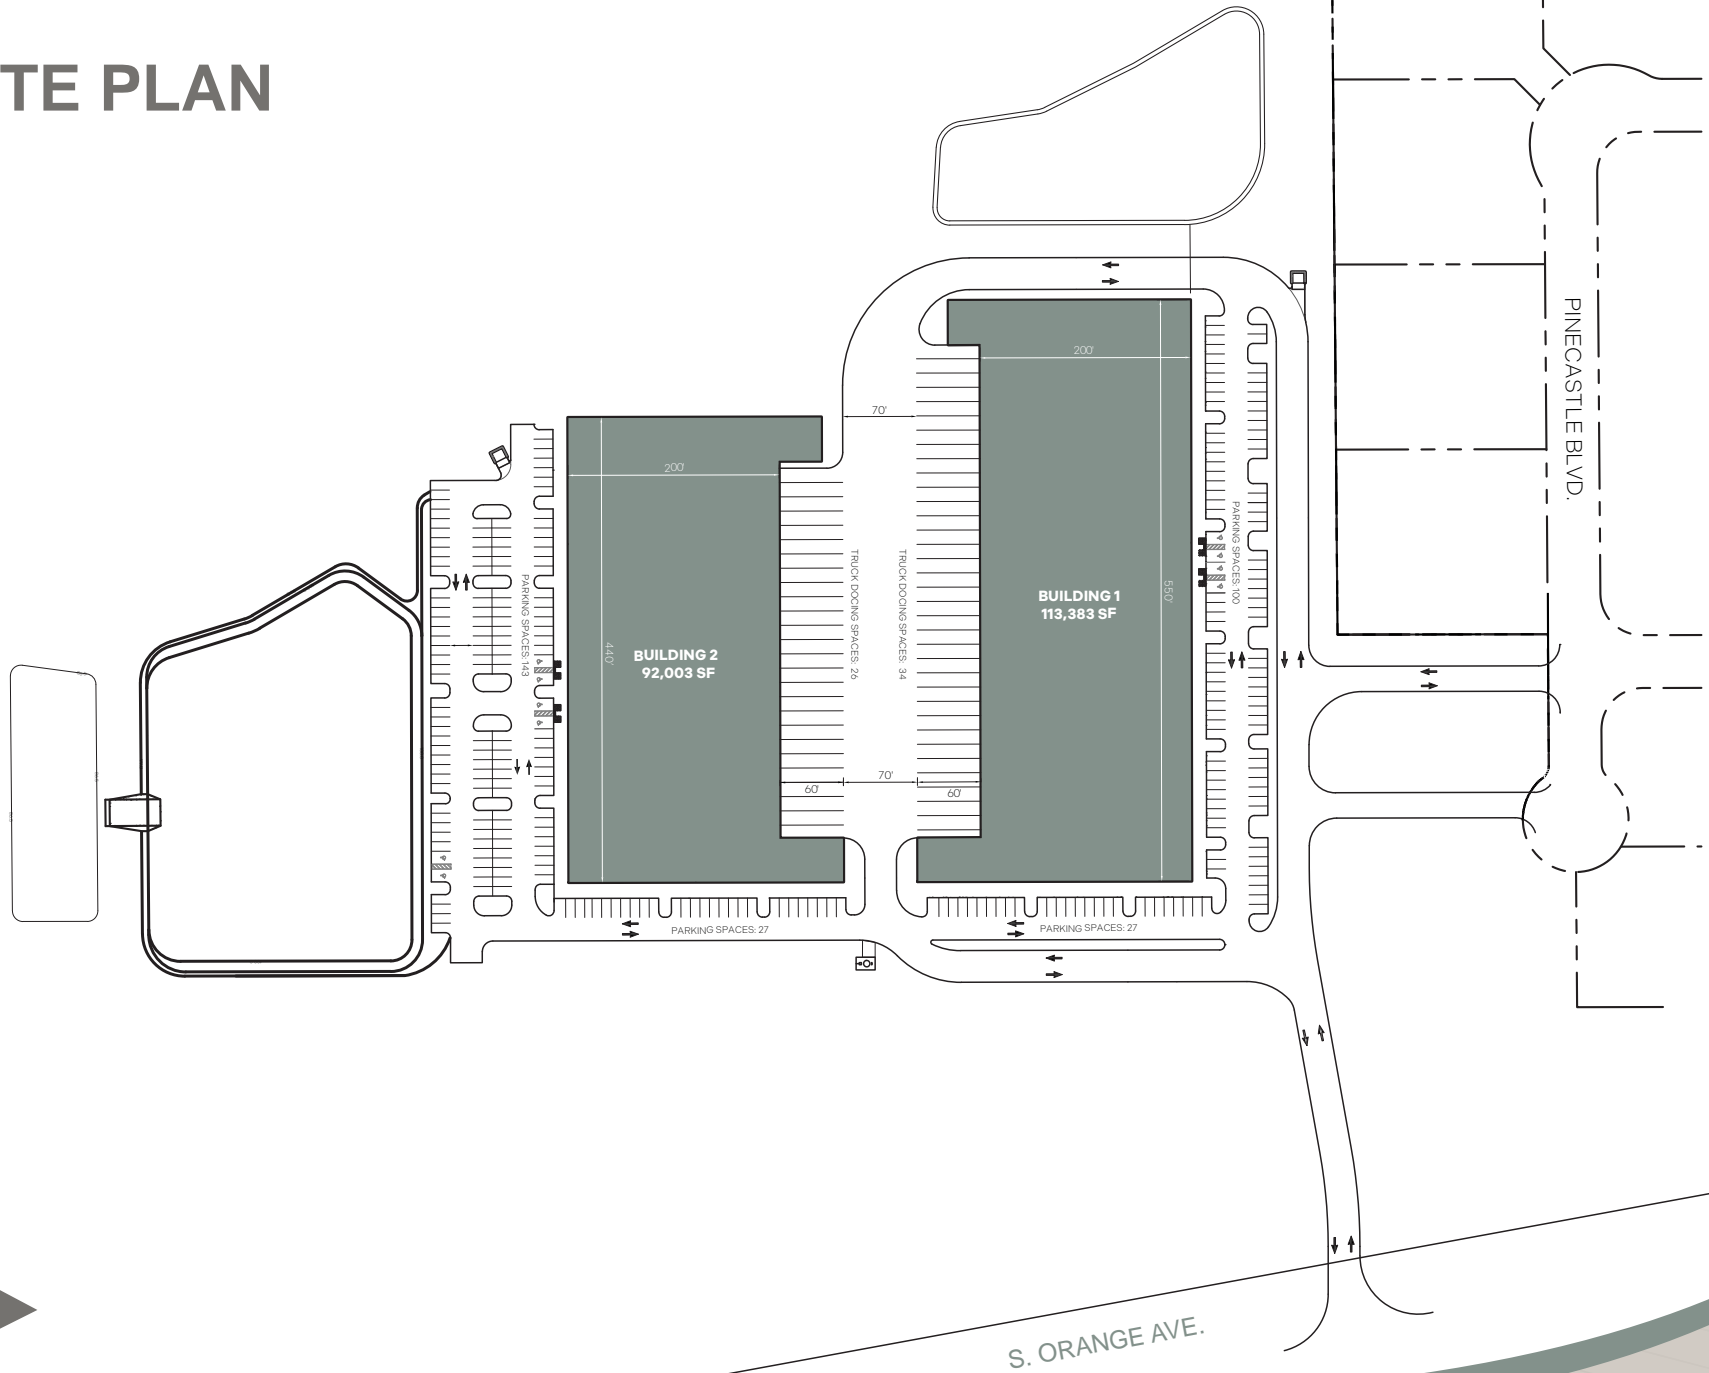 TE PLAN
PINECASTLE BLVD.
200'
70'
200'
PARKING SPACES: 100
TRUCK DOCING SPACES: 26
TRUCK DOCING SPACES: 34
PARKING SPACES: 143
550'
BUILDING 1
113,383 SF
440'
BUILDING 2
92,003 SF
70'
60'
60'
PARKING SPACES: 27
PARKING SPACES: 27
S. ORANGE AVE.